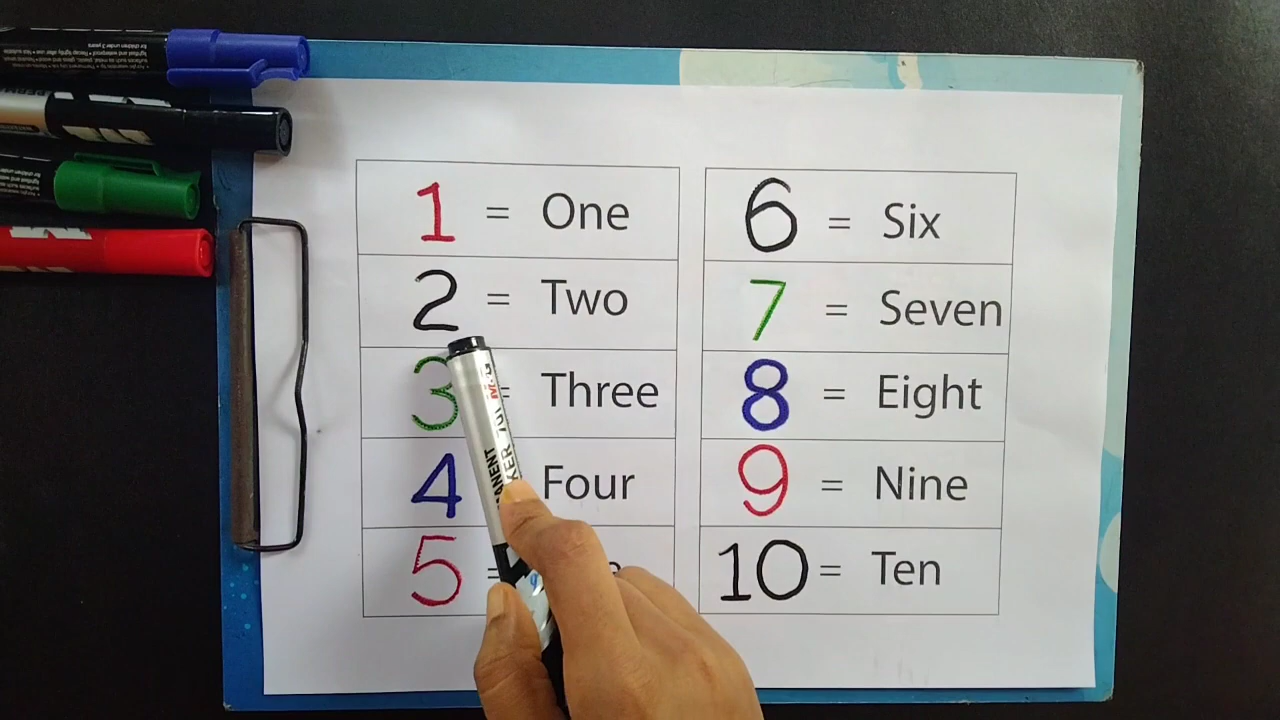 1 = One
2 = Two
3 = Three
4 Four
5 =
6 = Six
7 = Seven
8 = Eight
9 = Nine
10 = Ten